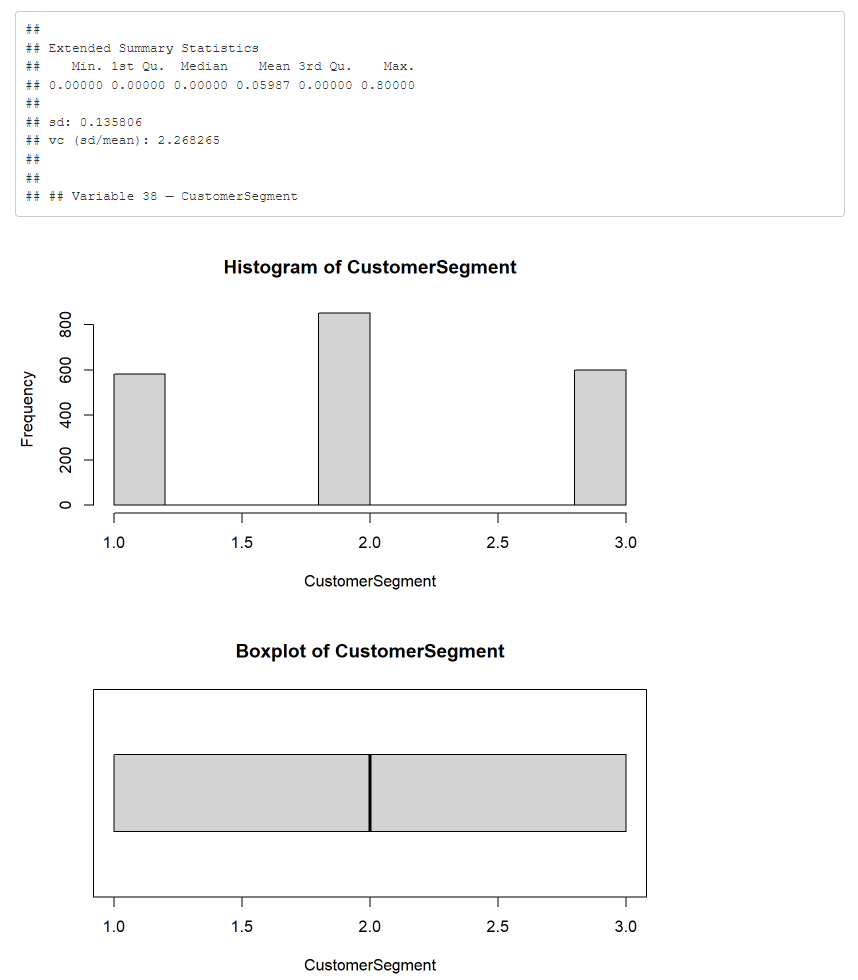 ##
## Extended Summary Statistics
##    Min. 1st Qu.  Median    Mean 3rd Qu.    Max.
## 0.00000 0.00000 0.00000 0.05987 0.00000 0.80000
##
## sd: 0.135806
## vc (sd/mean): 2.268265
##
##
## ## Variable 38 — CustomerSegment
Histogram of CustomerSegment
Frequency
800
600
400
200
0
1.0 1.5 2.0 2.5 3.0
CustomerSegment
Boxplot of CustomerSegment
1.0 1.5 2.0 2.5 3.0
CustomerSegment